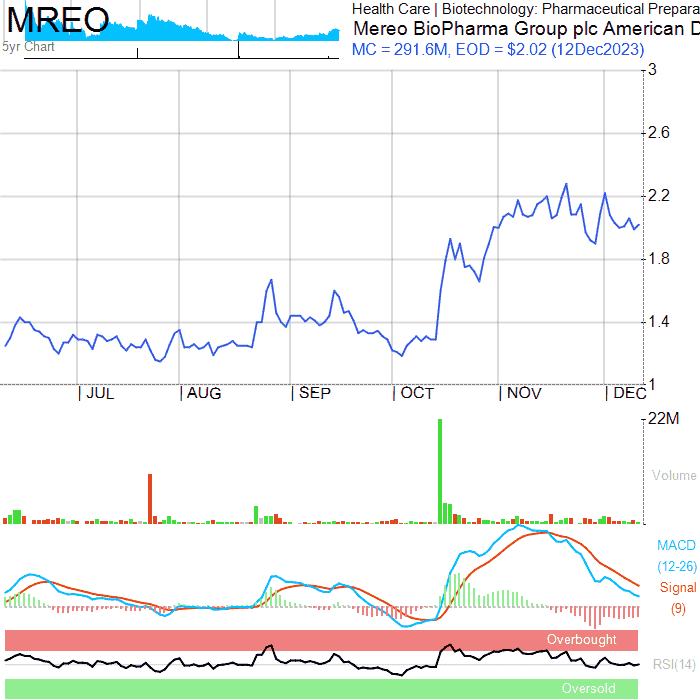 MREO
5yr Chart
Health Care | Biotechnology: Pharmaceutical Prepara
Mereo BioPharma Group plc American D
MC = 291.6M, EOD = $2.02 (12Dec2023)
3
2.6
2.2
1.8
1.4
1
JUL AUG SEP OCT NOV DEC
22M
Volume
MACD
(12-26)
Signal
(9)
Overbought
RSI(14)
Oversold